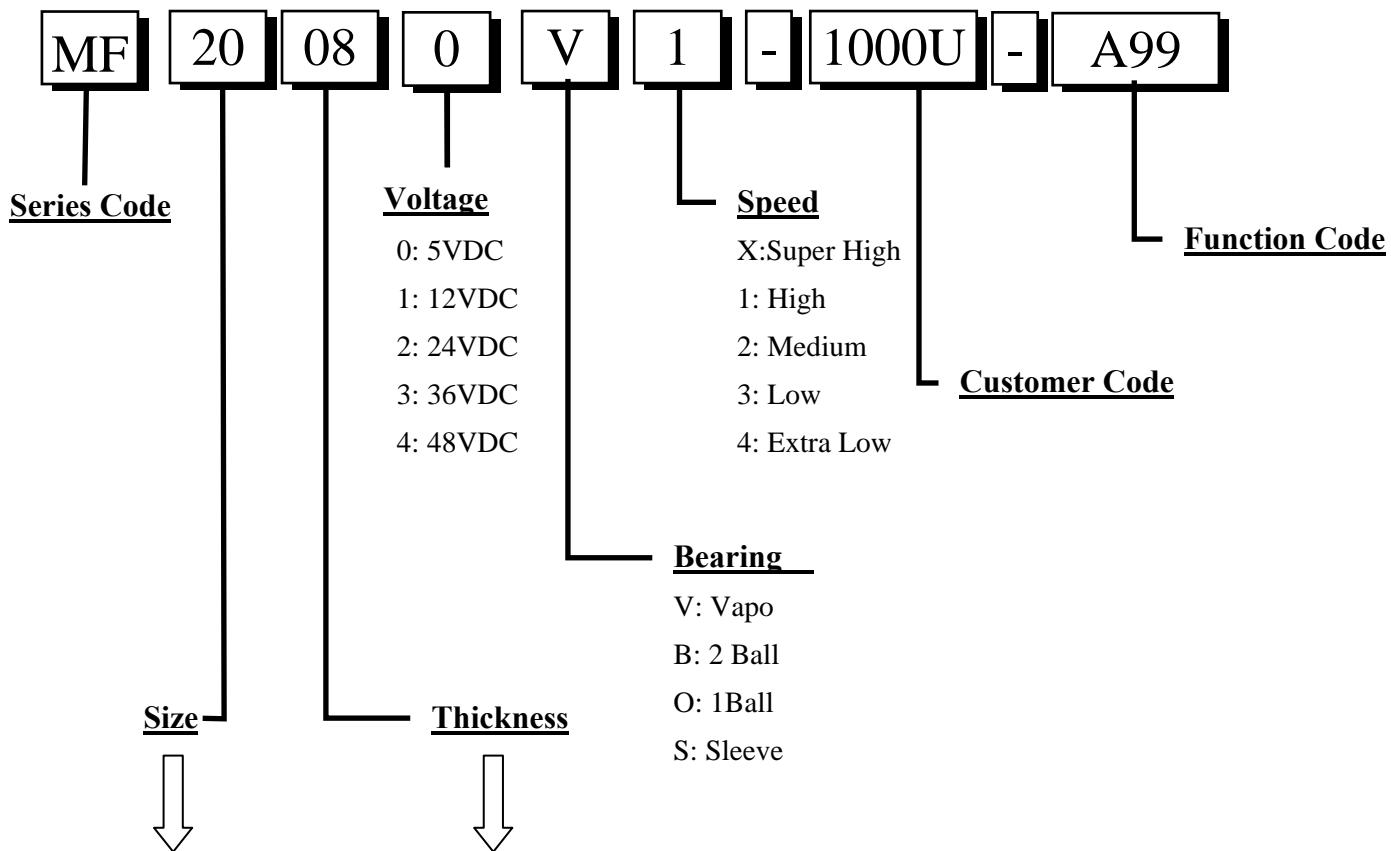 MF 20 08 0 V 1 - 1000U - A99
Series Code
Voltage
0: 5VDC
1: 12VDC
2: 24VDC
3: 36VDC
4: 48VDC
Speed
X:Super High
1: High
2: Medium
3: Low
4: Extra Low
Function Code
Customer Code
Bearing
V: Vapo
B: 2 Ball
O: 1Ball
S: Sleeve
Size
Thickness